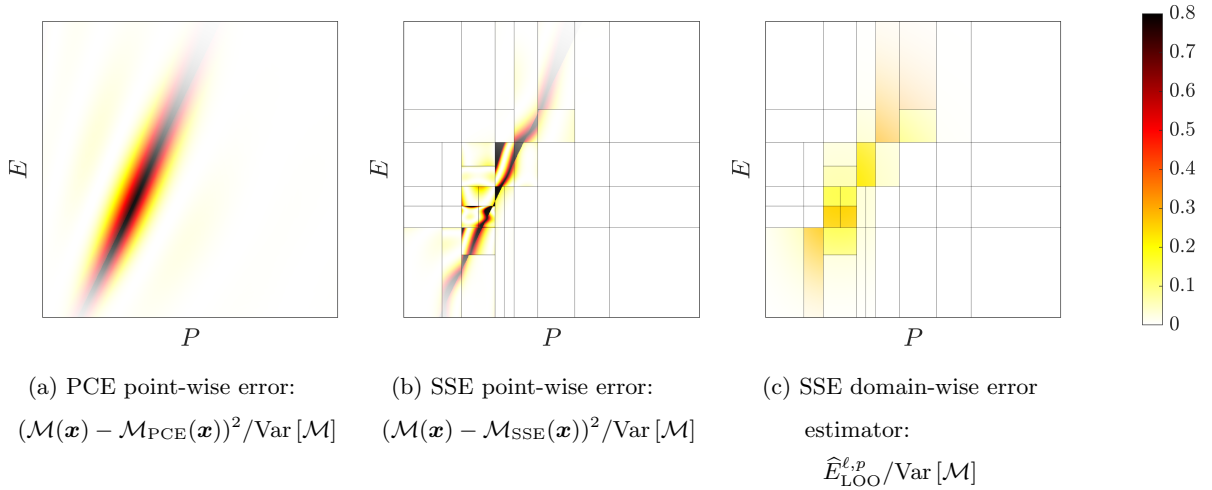 E
P
E
P
E
P
0.8
0.7
0.6
0.5
0.4
0.3
0.2
0.1
0
(a) PCE point-wise error:
(𝓜(𝒙) − 𝓜_PCE(𝒙))²/Var [𝓜]
(b) SSE point-wise error:
(𝓜(𝒙) − 𝓜_SSE(𝒙))²/Var [𝓜]
(c) SSE domain-wise error
estimator:
Ê^{ℓ,p}_LOO/Var [𝓜]